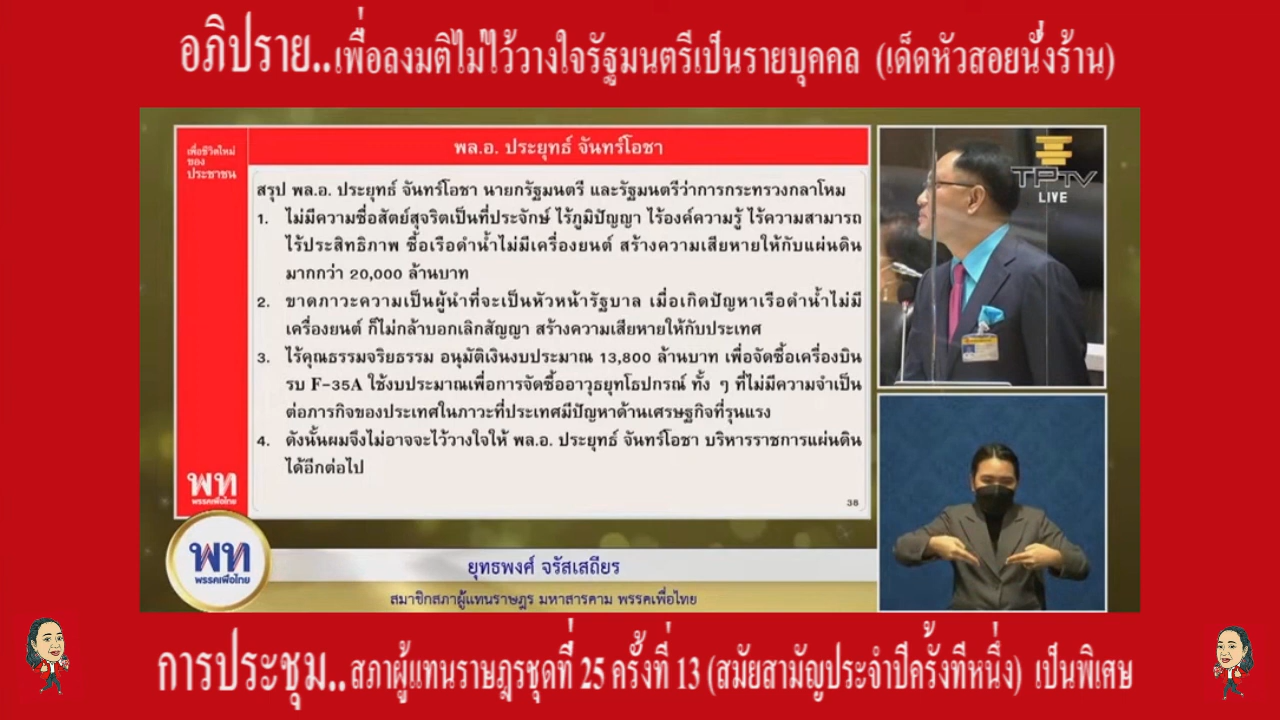 อภิปราย..เพื่อลงมติไม่ไว้วางใจรัฐมนตรีเป็นรายบุคคล (เด็ดหัวสอยนั่งร้าน)
เพื่อชีวิตใหม่
ของ
ประชาชน
พล.อ. ประยุทธ์ จันทร์โอชา
สรุป พล.อ. ประยุทธ์ จันทร์โอชา นายกรัฐมนตรี และรัฐมนตรีว่าการกระทรวงกลาโหม
1. ไม่มีความซื่อสัตย์สุจริตเป็นที่ประจักษ์ ไร้ภูมิปัญญา ไร้องค์ความรู้ ไร้ความสามารถ
ไร้ประสิทธิภาพ ซื้อเรือดำน้ำไม่มีเครื่องยนต์ สร้างความเสียหายให้กับแผ่นดิน
มากกว่า 20,000 ล้านบาท
2. ขาดภาวะความเป็นผู้นำที่จะเป็นหัวหน้ารัฐบาล เมื่อเกิดปัญหาเรือดำน้ำไม่มี
เครื่องยนต์ ก็ไม่กล้าบอกเลิกสัญญา สร้างความเสียหายให้กับประเทศ
3. ไร้คุณธรรมจริยธรรม อนุมัติเงินงบประมาณ 13,800 ล้านบาท เพื่อจัดซื้อเครื่องบิน
รบ F-35A ใช้งบประมาณเพื่อการจัดซื้ออาวุธยุทโธปกรณ์ ทั้ง ๆ ที่ไม่มีความจำเป็น
ต่อภารกิจของประเทศในภาวะที่ประเทศมีปัญหาด้านเศรษฐกิจที่รุนแรง
4. ดังนั้นผมจึงไม่อาจจะไว้วางใจให้ พล.อ. ประยุทธ์ จันทร์โอชา บริหารราชการแผ่นดิน
ได้อีกต่อไป
38
พท
พรรคเพื่อไทย
TPTV
LIVE
พท
พรรคเพื่อไทย
ยุทธพงศ์ จรัสเสถียร
สมาชิกสภาผู้แทนราษฎร มหาสารคาม พรรคเพื่อไทย
การประชุม..สภาผู้แทนราษฎรชุดที่ 25 ครั้งที่ 13 (สมัยสามัญประจำปีครั้งที่หนึ่ง) เป็นพิเศษ